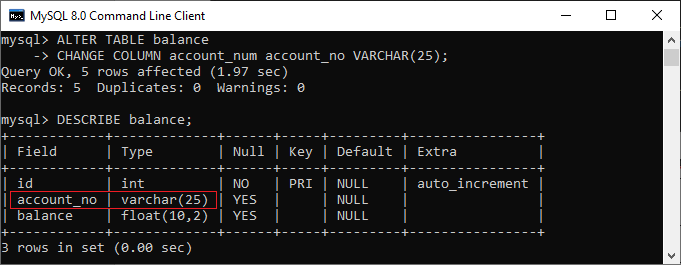 MySQL 8.0 Command Line Client
mysql> ALTER TABLE balance
    -> CHANGE COLUMN account_num account_no VARCHAR(25);
Query OK, 5 rows affected (1.97 sec)
Records: 5  Duplicates: 0  Warnings: 0

mysql> DESCRIBE balance;
+------------+-------------+------+-----+---------+----------------+
| Field      | Type        | Null | Key | Default | Extra          |
+------------+-------------+------+-----+---------+----------------+
| id         | int         | NO   | PRI | NULL    | auto_increment |
| account_no | varchar(25) | YES  |     | NULL    |                |
| balance    | float(10,2) | YES  |     | NULL    |                |
+------------+-------------+------+-----+---------+----------------+
3 rows in set (0.00 sec)